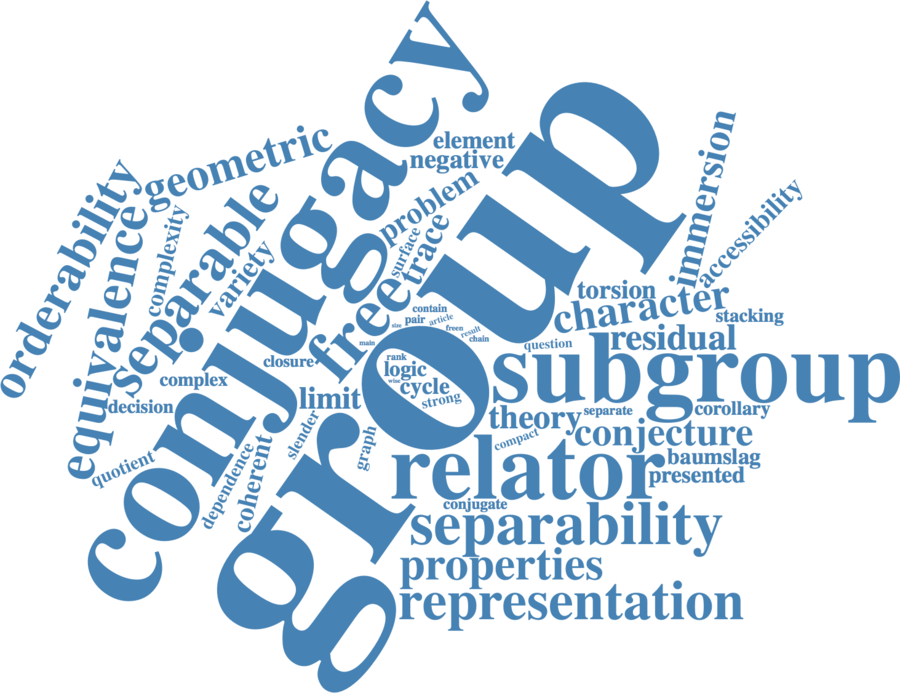 conjugacy
group
geometric
orderability
equivalence
complexity
separable
variety
element
negative
problem
surface
trace
free
immersion
accessibility
torsion
character
stacking
residual
question
subgroup
contain
pair
article
size
freen
result
main
chain
rank
logic
wise
cycle
strong
closure
complex
decision
limit
slender
graph
quotient
dependence
coherent
theory
separate
corollary
compact
conjecture
relator
baumslag
presented
conjugate
separability
properties
representation